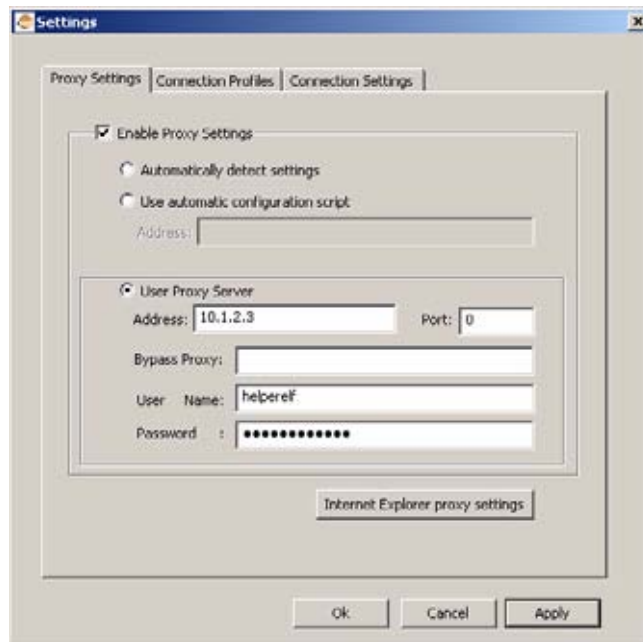 Settings
Proxy Settings Connection Profiles Connection Settings
Enable Proxy Settings
Automatically detect settings
Use automatic configuration script
Address:
User Proxy Server
Address: 10.1.2.3 Port: 0
Bypass Proxy:
User Name: helperelf
Password : ●●●●●●●●●●●●
Internet Explorer proxy settings
Ok Cancel Apply